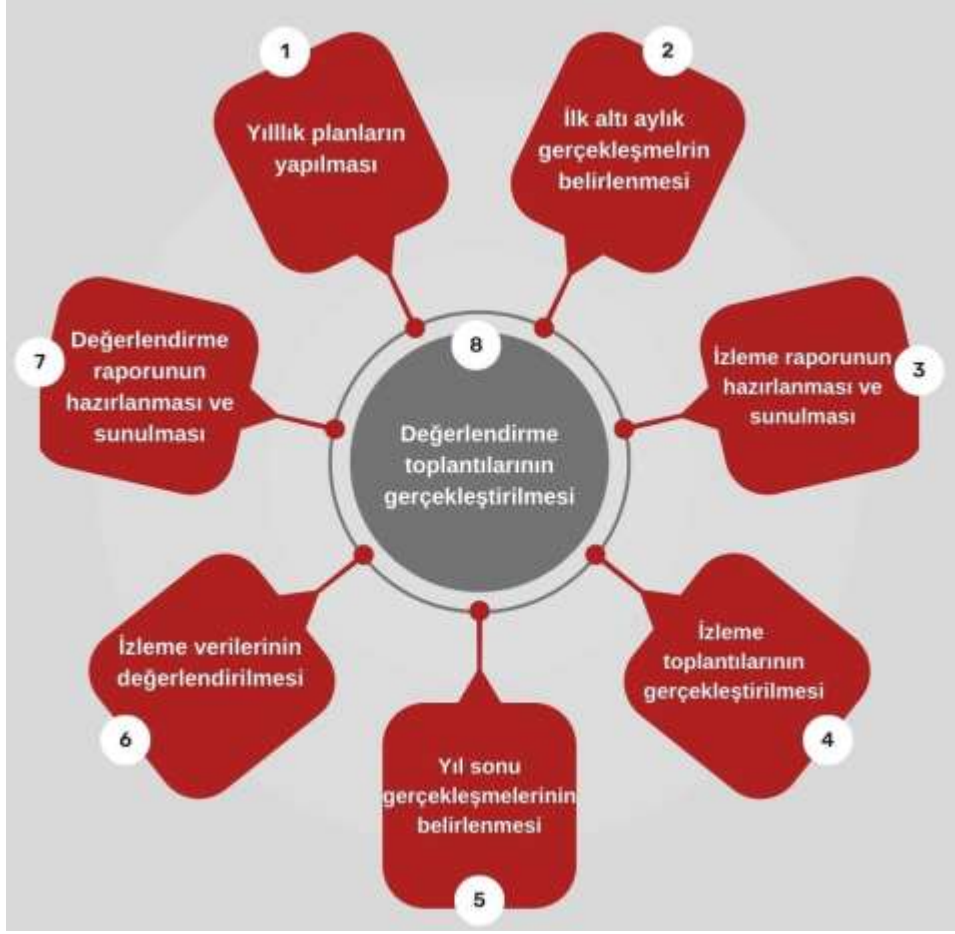 1
Yılllık planların
yapılması
2
İlk altı aylık
gerçekleşmelrin
belirlenmesi
3
İzleme raporunun
hazırlanması ve
sunulması
4
İzleme
toplantılarının
gerçekleştirilmesi
5
Yıl sonu
gerçekleşmelerinin
belirlenmesi
6
İzleme verilerinin
değerlendirilmesi
7
Değerlendirme
raporunun
hazırlanması ve
sunulması
8
Değerlendirme
toplantılarının
gerçekleştirilmesi